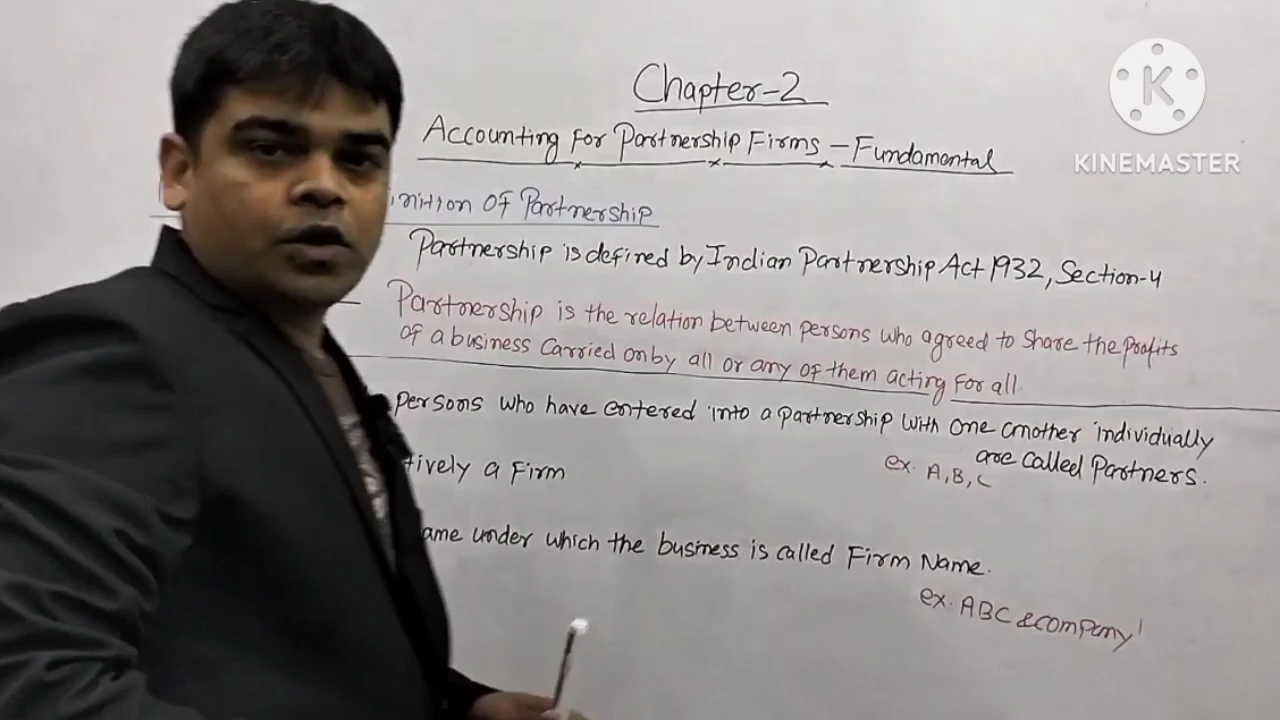 Chapter-2
Accounting For Partnership Firms - Fundamental
KINEMASTER
nition Of Partnership
Partnership is defined by Indian Partnership Act 1932, Section-4
Partnership is the relation between persons who agreed to share the profits
of a business carried on by all or any of them acting For all.
persons who have entered into a partnership with one another individually
are called Partners.
ex. A, B, C
tively a Firm
ame under which the business is called Firm Name.
ex. ABC & company